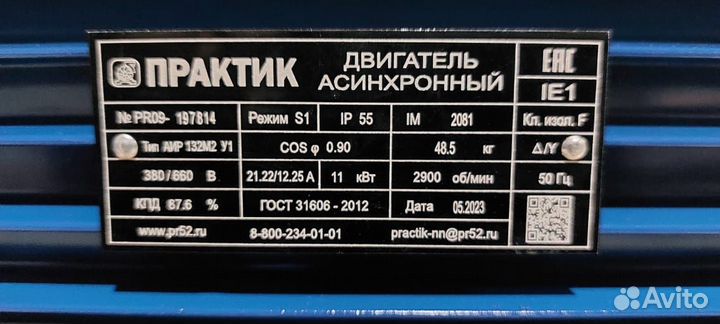 ПРАКТИК ДВИГАТЕЛЬ АСИНХРОННЫЙ EAC
IE1
№ PR09- 197814 Режим S1 IP 55 IM 2081 Кл. изол. F
Тип АИР 132М2 У1 COS φ 0.90 48.5 кг Δ/Y
380/660 В 21.22/12.25 А 11 кВт 2900 об/мин 50 Гц
КПД 87.6 % ГОСТ 31606 - 2012 Дата 05.2023
www.pr52.ru 8-800-234-01-01 practik-nn@pr52.ru
Avito